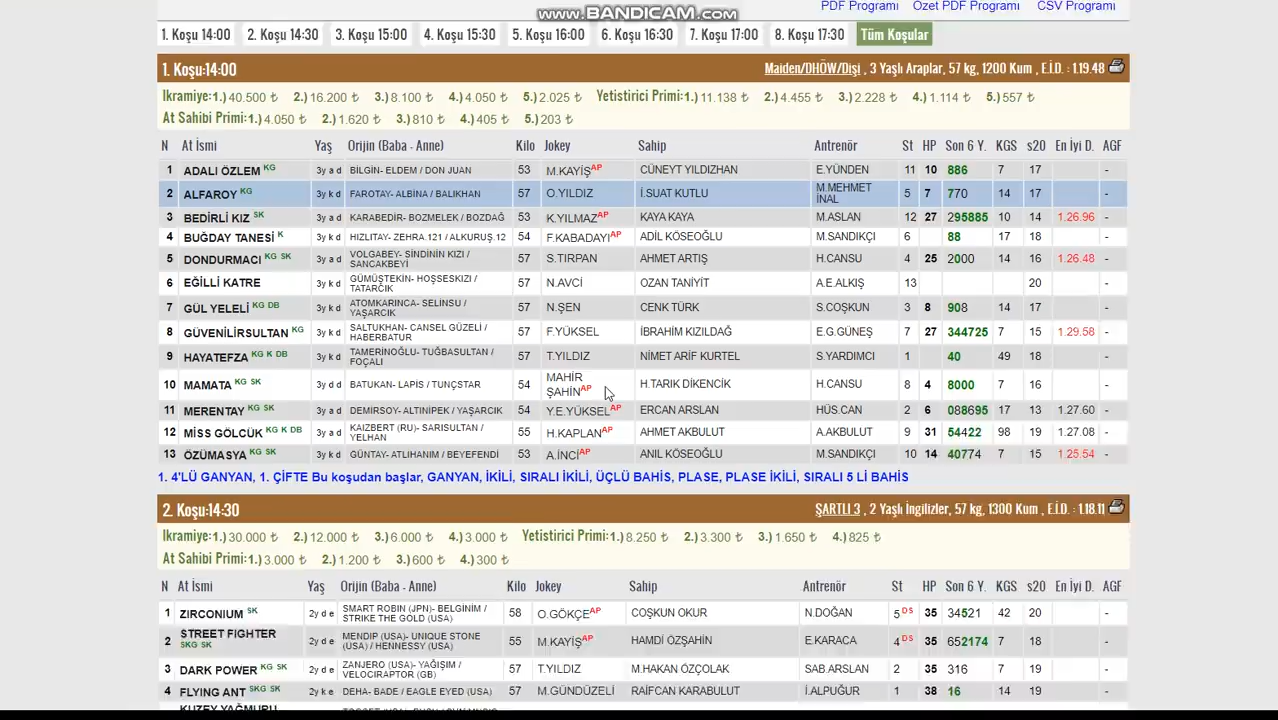 www.BANDICAM.com
PDF Programı Özet PDF Programı CSV Programı
1. Koşu 14:00 2. Koşu 14:30 3. Koşu 15:00 4. Koşu 15:30 5. Koşu 16:00 6. Koşu 16:30 7. Koşu 17:00 8. Koşu 17:30 Tüm Koşular
1. Koşu:14:00 Maiden/DHÖW/Dişi , 3 Yaşlı Araplar, 57 kg, 1200 Kum , E.İ.D. : 1.19.48
Ikramiye:1.) 40.500 ₺ 2.) 16.200 ₺ 3.) 8.100 ₺ 4.) 4.050 ₺ 5.) 2.025 ₺ Yetistirici Primi:1.) 11.138 ₺ 2.) 4.455 ₺ 3.) 2.228 ₺ 4.) 1.114 ₺ 5.) 557 ₺
At Sahibi Primi:1.) 4.050 ₺ 2.) 1.620 ₺ 3.) 810 ₺ 4.) 405 ₺ 5.) 203 ₺
N At İsmi Yaş Orijin (Baba - Anne) Kilo Jokey Sahip Antrenör St HP Son 6 Y. KGS s20 En İyi D. AGF
1 ADALI ÖZLEM KG 3y a d BİLGİN- ELDEM / DON JUAN 53 M.KAYİŞ AP CÜNEYT YILDIZHAN E.YÜNDEN 11 10 886 7 17 -
2 ALFAROY KG 3y k d FAROTAY- ALBİNA / BALIKHAN 57 O.YILDIZ İ.SUAT KUTLU M.MEHMET İNAL 5 7 770 14 17 -
3 BEDİRLİ KIZ SK 3y a d KARABEDİR- BOZMELEK / BOZDAĞ 53 K.YILMAZ AP KAYA KAYA M.ASLAN 12 27 295885 10 14 1.26.96 -
4 BUĞDAY TANESİ K 3y k d HIZLITAY- ZEHRA.121 / ALKURUŞ.12 54 F.KABADAYI AP ADİL KÖSEOĞLU M.SANDIKÇI 6 88 17 18 -
5 DONDURMACI KG SK 3y k d VOLGABEY- SİNDİNİN KIZI / SANCAKBEYİ 57 S.TIRPAN AHMET ARTIŞ H.CANSU 4 25 2000 14 16 1.26.48 -
6 EĞİLLİ KATRE 3y k d GÜMÜŞTEKİN- HOŞSESKIZI / TATARCIK 57 N.AVCİ OZAN TANİYİT A.E.ALKIŞ 13 20 -
7 GÜL YELELİ KG DB 3y k d ATOMKARINCA- SELİNSU / YAŞARCIK 57 N.ŞEN CENK TÜRK S.COŞKUN 3 8 908 14 17 -
8 GÜVENİLİRSULTAN KG 3y k d SALTUKHAN- CANSEL GÜZELİ / HABERBATUR 57 F.YÜKSEL İBRAHİM KIZILDAĞ E.G.GÜNEŞ 7 27 344725 7 15 1.29.58 -
9 HAYATEFZA KG K DB 3y k d TAMERİNOĞLU- TUĞBASULTAN / FOÇALI 57 T.YILDIZ NİMET ARİF KURTEL S.YARDIMCI 1 40 49 18 -
10 MAMATA KG SK 3y d d BATUKAN- LAPİS / TUNÇSTAR 54 MAHİR ŞAHİN AP H.TARIK DİKENCİK H.CANSU 8 4 8000 7 16 -
11 MERENTAY KG SK 3y a d DEMIRSOY- ALTINİPEK / YAŞARCIK 54 Y.E.YÜKSEL AP ERCAN ARSLAN HÜS.CAN 2 6 088695 17 13 1.27.60 -
12 MİSS GÖLCÜK KG K DB 3y a d KAIZBERT (RU)- SARISULTAN / YELHAN 55 H.KAPLAN AP AHMET AKBULUT A.AKBULUT 9 31 54422 98 19 1.27.08 -
13 ÖZÜMASYA KG SK 3y k d GÜNTAY- ATLIHANIM / BEYEFENDİ 53 A.İNCİ AP ANIL KÖSEOĞLU M.SANDIKÇI 10 14 40774 7 15 1.25.54 -
1. 4'LÜ GANYAN, 1. ÇİFTE Bu koşudan başlar, GANYAN, İKİLİ, SIRALI İKİLİ, ÜÇLÜ BAHİS, PLASE, PLASE İKİLİ, SIRALI 5 Lİ BAHİS
2. Koşu:14:30 ŞARTLI 3 , 2 Yaşlı İngilizler, 57 kg, 1300 Kum , E.İ.D. : 1.18.11
Ikramiye:1.) 30.000 ₺ 2.) 12.000 ₺ 3.) 6.000 ₺ 4.) 3.000 ₺ Yetistirici Primi:1.) 8.250 ₺ 2.) 3.300 ₺ 3.) 1.650 ₺ 4.) 825 ₺
At Sahibi Primi:1.) 3.000 ₺ 2.) 1.200 ₺ 3.) 600 ₺ 4.) 300 ₺
N At İsmi Yaş Orijin (Baba - Anne) Kilo Jokey Sahip Antrenör St HP Son 6 Y. KGS s20 En İyi D. AGF
1 ZIRCONIUM SK 2y d e SMART ROBIN (JPN)- BELGİNİM / STRIKE THE GOLD (USA) 58 O.GÖKÇE AP COŞKUN OKUR N.DOĞAN 5 DS 35 34521 42 20 -
2 STREET FIGHTER SKG SK 2y d e MENDIP (USA)- UNIQUE STONE (USA) / HENNESSY (USA) 55 M.KAYİŞ AP HAMDİ ÖZŞAHİN E.KARACA 4 DS 35 652174 7 18 -
3 DARK POWER KG SK 2y d e ZANJERO (USA)- YAĞIŞIM / VELOCIRAPTOR (GB) 57 T.YILDIZ M.HAKAN ÖZÇOLAK SAB.ARSLAN 2 35 316 7 19 -
4 FLYING ANT SKG SK 2y k e DEHA- BADE / EAGLE EYED (USA) 57 M.GÜNDÜZELİ RAİFCAN KARABULUT İ.ALPUĞUR 1 38 16 14 19 -
KUZEY YAĞMURU